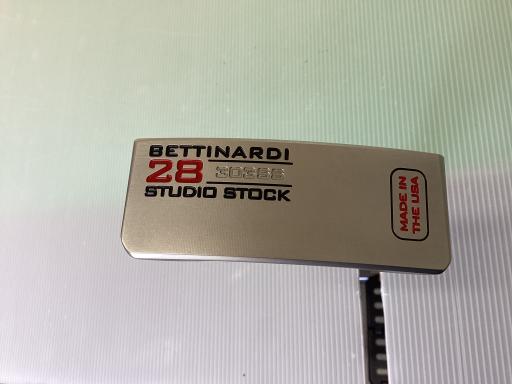 BETTINARDI
28 303SS
STUDIO STOCK
MADE IN
THE USA